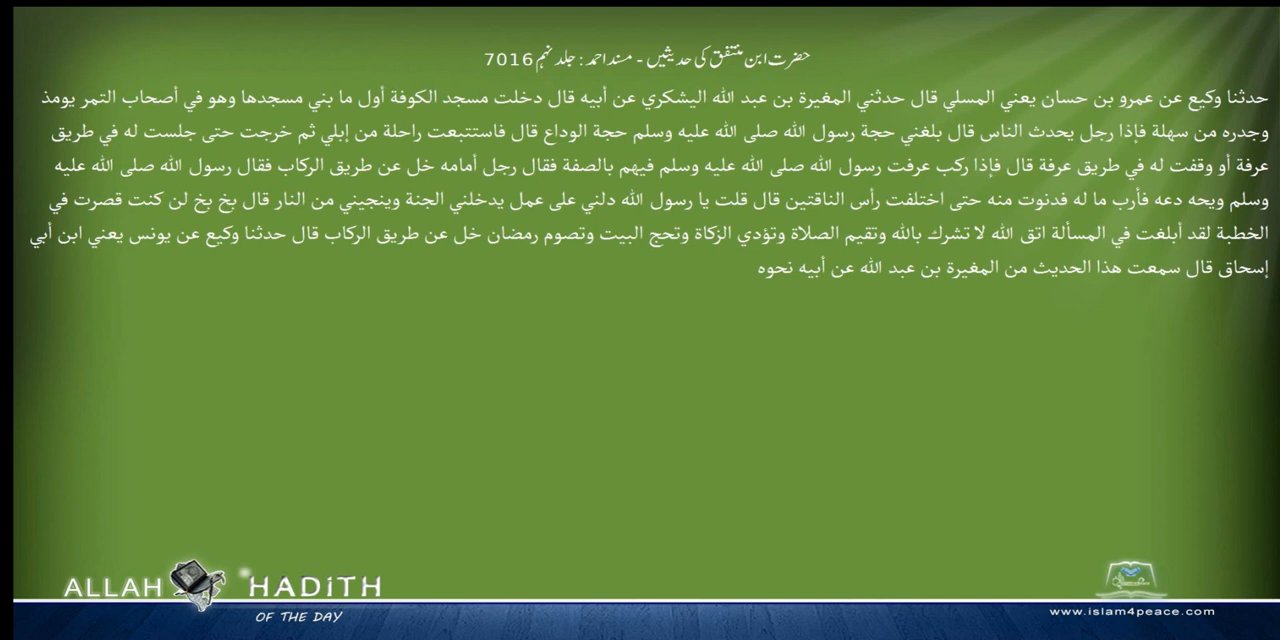 حضرت ابن منتفق کی حدیثیں - مسند احمد: جلد نہم 7016
حدثنا وكيع عن عمرو بن حسان يعني المسلي قال حدثني المغيرة بن عبد الله اليشكري عن أبيه قال دخلت مسجد الكوفة أول ما بني مسجدها وهو في أصحاب التمر يومذ
وجدره من سهلة فإذا رجل يحدث الناس قال بلغني حجة رسول الله صلى الله عليه وسلم حجة الوداع قال فاستتبعت راحلة من إبلي ثم خرجت حتى جلست له في طريق
عرفة أو وقفت له في طريق عرفة قال فإذا ركب عرفت رسول الله صلى الله عليه وسلم فيهم بالصفة فقال رجل أمامه خل عن طريق الركاب فقال رسول الله صلى الله عليه
وسلم ويحه دعه فأرب ما له فدنوت منه حتى اختلفت رأس الناقتين قال قلت يا رسول الله دلني على عمل يدخلني الجنة وينجيني من النار قال بخ بخ لن كنت قصرت في
الخطبة لقد أبلغت في المسألة اتق الله لا تشرك بالله وتقيم الصلاة وتؤدي الزكاة وتحج البيت وتصوم رمضان خل عن طريق الركاب قال حدثنا وكيع عن يونس يعني ابن أبي
إسحاق قال سمعت هذا الحديث من المغيرة بن عبد الله عن أبيه نحوه
ALLAH HADITH
OF THE DAY
www.islam4peace.com